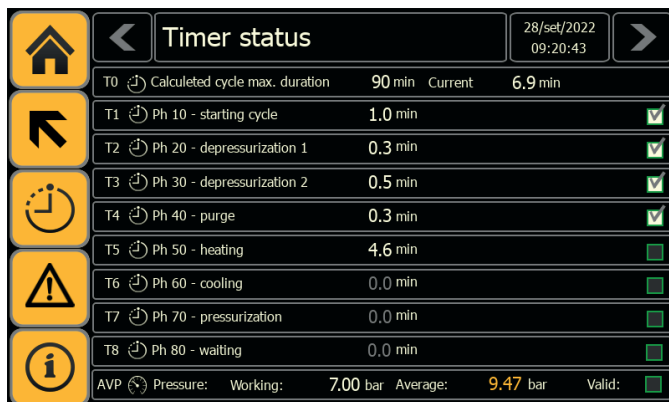 Timer status
28/set/2022
09:20:43
T0 Calculeted cycle max. duration 90 min Current 6.9 min
T1 Ph 10 - starting cycle 1.0 min
T2 Ph 20 - depressurization 1 0.3 min
T3 Ph 30 - depressurization 2 0.5 min
T4 Ph 40 - purge 0.3 min
T5 Ph 50 - heating 4.6 min
T6 Ph 60 - cooling 0.0 min
T7 Ph 70 - pressurization 0.0 min
T8 Ph 80 - waiting 0.0 min
AVP Pressure: Working: 7.00 bar Average: 9.47 bar Valid: